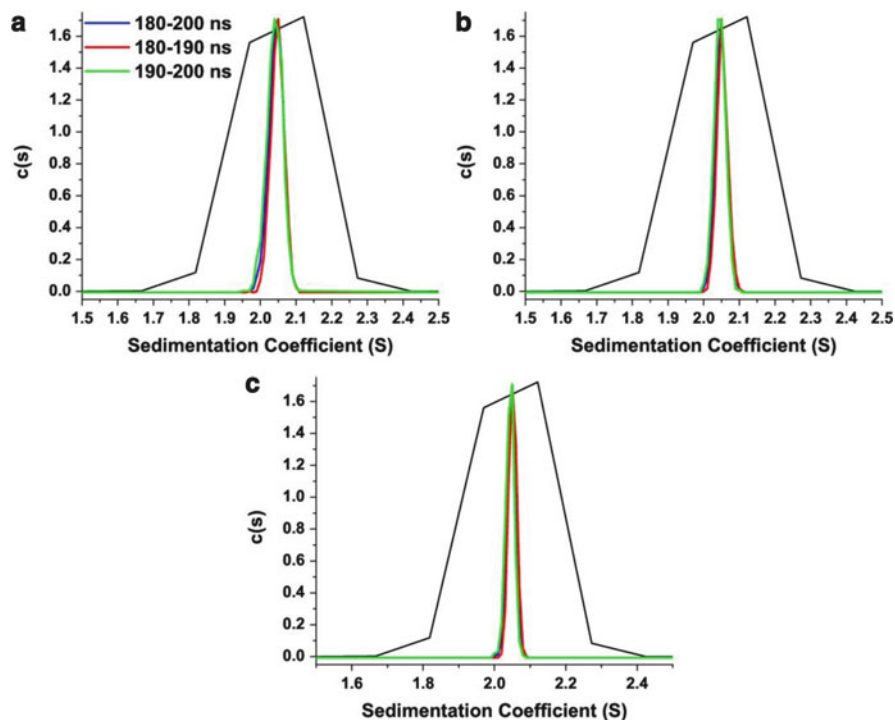 a
180-200 ns
180-190 ns
190-200 ns
c(s)
1.6
1.4
1.2
1.0
0.8
0.6
0.4
0.2
0.0
1.5 1.6 1.7 1.8 1.9 2.0 2.1 2.2 2.3 2.4 2.5
Sedimentation Coefficient (S)
b
c(s)
1.6
1.4
1.2
1.0
0.8
0.6
0.4
0.2
0.0
1.5 1.6 1.7 1.8 1.9 2.0 2.1 2.2 2.3 2.4 2.5
Sedimentation Coefficient (S)
c
c(s)
1.6
1.4
1.2
1.0
0.8
0.6
0.4
0.2
0.0
1.6 1.8 2.0 2.2 2.4
Sedimentation Coefficient (S)